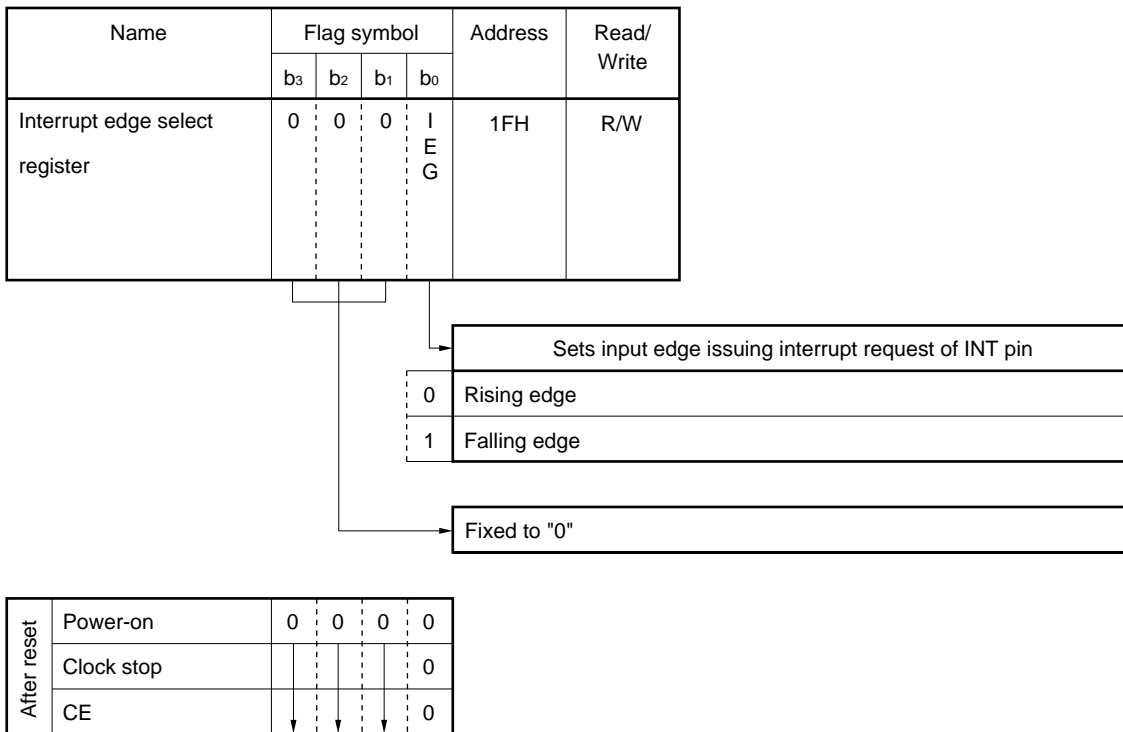 Name Flag symbol Address Read/
Write
b3 b2 b1 b0
Interrupt edge select 0 0 0 I 1FH R/W
E
register G
Sets input edge issuing interrupt request of INT pin
0 Rising edge
1 Falling edge
Fixed to "0"
After reset
Power-on 0 0 0 0
Clock stop 0
CE 0